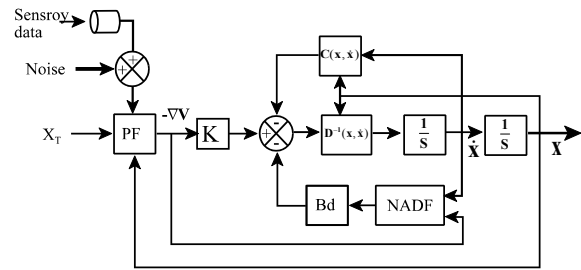 Sensroy
data
Noise
X_T
PF
-∇V
K
+
+
+
-
-
C(x, ẋ)
D⁻¹(x, ẋ)
1
S
Ẋ
1
S
X
Bd
NADF